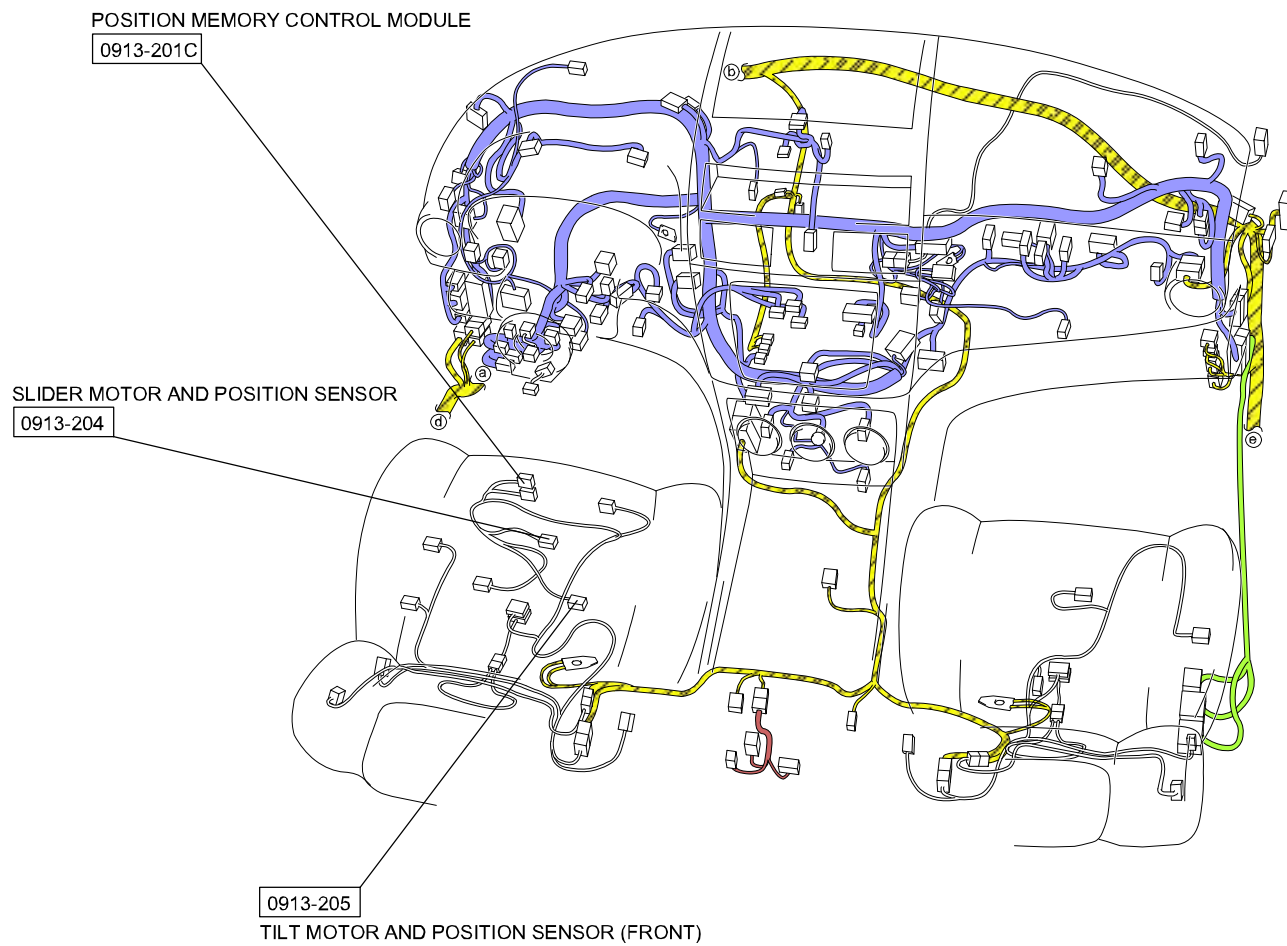 POSITION MEMORY CONTROL MODULE
0913-201C
b
a
SLIDER MOTOR AND POSITION SENSOR
0913-204
d
e
0913-205
TILT MOTOR AND POSITION SENSOR (FRONT)